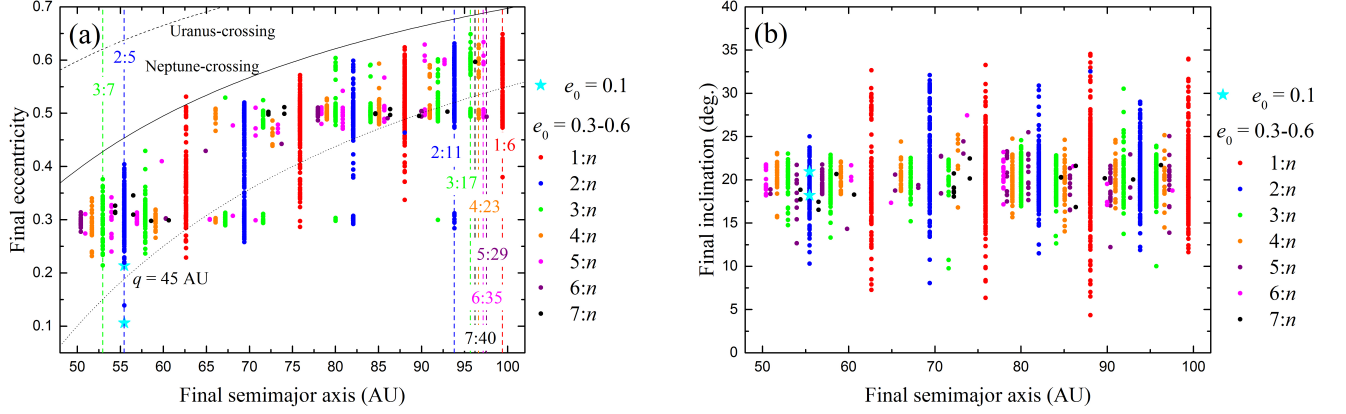 (a)
Uranus-crossing
Neptune-crossing
3:7
2:5
q = 45 AU
2:11
1:6
3:17
4:23
5:29
6:35
7:40
0.7
0.6
0.5
0.4
0.3
0.2
0.1
Final eccentricity
50 55 60 65 70 75 80 85 90 95 100
Final semimajor axis (AU)
e0 = 0.1
e0 = 0.3-0.6
1:n
2:n
3:n
4:n
5:n
6:n
7:n
(b)
40
35
30
25
20
15
10
5
0
Final inclination (deg.)
50 60 70 80 90 100
Final semimajor axis (AU)
e0 = 0.1
e0 = 0.3-0.6
1:n
2:n
3:n
4:n
5:n
6:n
7:n